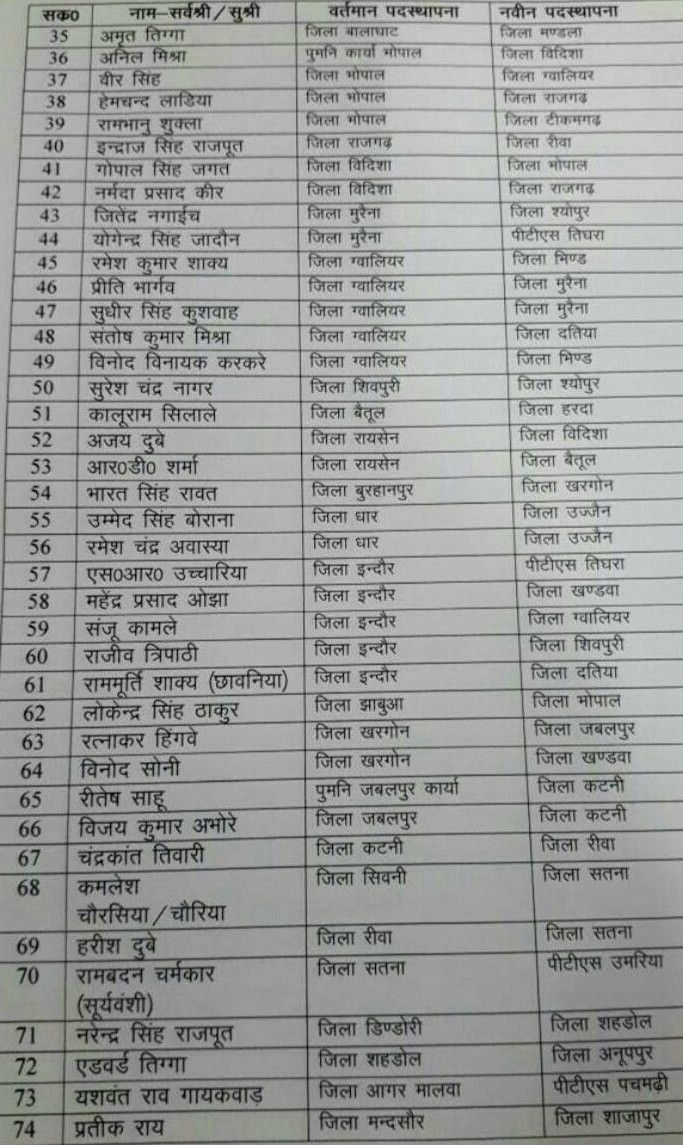 सक0 नाम–सर्वश्री/सुश्री वर्तमान पदस्थापना नवीन पदस्थापना
35 अमृत तिग्गा जिला बालाघाट जिला मण्डला
36 अनिल मिश्रा पुमनि कार्या भोपाल जिला विदिशा
37 वीर सिंह जिला भोपाल जिला ग्वालियर
38 हेमचन्द लाडिया जिला भोपाल जिला राजगढ़
39 रामभानु शुक्ला जिला भोपाल जिला टीकमगढ़
40 इन्द्राज सिंह राजपूत जिला राजगढ़ जिला रीवा
41 गोपाल सिंह जगत जिला विदिशा जिला भोपाल
42 नर्मदा प्रसाद कीर जिला विदिशा जिला राजगढ़
43 जितेंद्र नगाईच जिला मुरैना जिला श्योपुर
44 योगेन्द्र सिंह जादौन जिला मुरैना पीटीएस तिघरा
45 रमेश कुमार शाक्य जिला ग्वालियर जिला भिण्ड
46 प्रीति भार्गव जिला ग्वालियर जिला मुरैना
47 सुधीर सिंह कुशवाह जिला ग्वालियर जिला मुरैना
48 संतोष कुमार मिश्रा जिला ग्वालियर जिला दतिया
49 विनोद विनायक करकरे जिला ग्वालियर जिला भिण्ड
50 सुरेश चंद्र नागर जिला शिवपुरी जिला श्योपुर
51 कालूराम सिलाले जिला बैतूल जिला हरदा
52 अजय दुबे जिला रायसेन जिला विदिशा
53 आर0डी0 शर्मा जिला रायसेन जिला बैतूल
54 भारत सिंह रावत जिला बुरहानपुर जिला खरगोन
55 उम्मेद सिंह बोराना जिला धार जिला उज्जैन
56 रमेश चंद्र अवास्या जिला धार जिला उज्जैन
57 एस0आर0 उच्चारिया जिला इन्दौर पीटीएस तिघरा
58 महेंद्र प्रसाद ओझा जिला इन्दौर जिला खण्डवा
59 संजू कामले जिला इन्दौर जिला ग्वालियर
60 राजीव त्रिपाठी जिला इन्दौर जिला शिवपुरी
61 राममूर्ति शाक्य (छावनिया) जिला इन्दौर जिला दतिया
62 लोकेन्द्र सिंह ठाकुर जिला झाबुआ जिला भोपाल
63 रत्नाकर हिंगवे जिला खरगोन जिला जबलपुर
64 विनोद सोनी जिला खरगोन जिला खण्डवा
65 रीतेष साहू पुमनि जबलपुर कार्या जिला कटनी
66 विजय कुमार अभोरे जिला जबलपुर जिला कटनी
67 चंद्रकांत तिवारी जिला कटनी जिला रीवा
68 कमलेश जिला सिवनी जिला सतना
चौरसिया/चौरिया
69 हरीश दुबे जिला रीवा जिला सतना
70 रामबदन चर्मकार जिला सतना पीटीएस उमरिया
(सूर्यवंशी)
71 नरेन्द्र सिंह राजपूत जिला डिण्डोरी जिला शहडोल
72 एडवर्ड तिग्गा जिला शहडोल जिला अनूपपुर
73 यशवंत राव गायकवाड़ जिला आगर मालवा पीटीएस पचमढ़ी
74 प्रतीक राय जिला मन्दसौर जिला शाजापुर